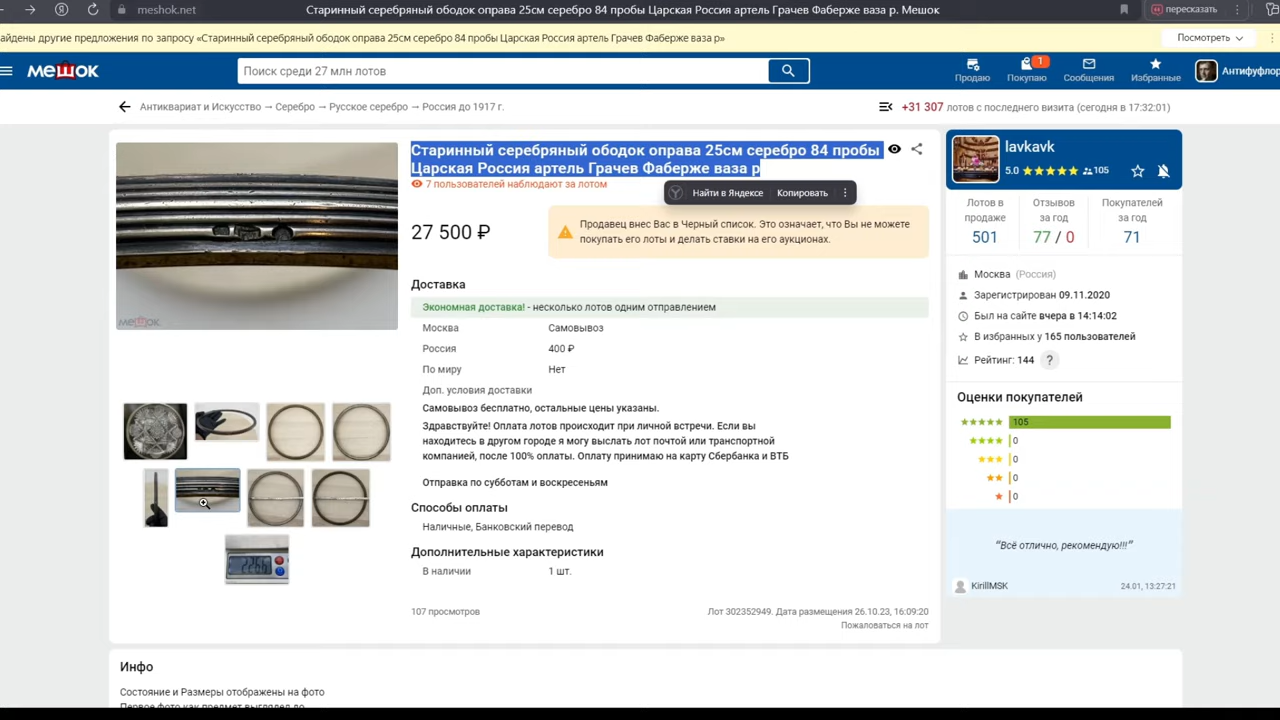 meshok.net
Старинный серебряный ободок оправа 25см серебро 84 пробы Царская Россия артель Грачев Фаберже ваза р. Мешок
пересказать
айдены другие предложения по запросу «Старинный серебряный ободок оправа 25см серебро 84 пробы Царская Россия артель Грачев Фаберже ваза р»
Посмотреть
мешок
Поиск среди 27 млн лотов
Продаю
1
Покупаю
Сообщения
Избранные
Антифуфлор
Антиквариат и Искусство → Серебро → Русское серебро → Россия до 1917 г.
+31 307 лотов с последнего визита (сегодня в 17:32:01)
Старинный серебряный ободок оправа 25см серебро 84 пробы
Царская Россия артель Грачев Фаберже ваза р
7 пользователей наблюдают за лотом
Найти в Яндексе Копировать
27 500 ₽
Продавец внес Вас в Черный список. Это означает, что Вы не можете
покупать его лоты и делать ставки на его аукционах.
Доставка
Экономная доставка! - несколько лотов одним отправлением
Москва Самовывоз
Россия 400 ₽
По миру Нет
Доп. условия доставки
Самовывоз бесплатно, остальные цены указаны.
Здравствуйте! Оплата лотов происходит при личной встрече. Если вы
находитесь в другом городе я могу выслать лот почтой или транспортной
компанией, после 100% оплаты. Оплату принимаю на карту Сбербанка и ВТБ
Отправка по субботам и воскресеньям
Способы оплаты
Наличные, Банковский перевод
Дополнительные характеристики
В наличии 1 шт.
107 просмотров
Лот 302352949. Дата размещения 26.10.23, 16:09:20
Пожаловаться на лот
мешок
Инфо
Состояние и Размеры отображены на фото
Первое фото как предмет выглядел до
lavkavk
5.0 105
Лотов в продаже
501
Отзывов за год
77 / 0
Покупателей за год
71
Москва (Россия)
Зарегистрирован 09.11.2020
Был на сайте вчера в 14:14:02
В избранных у 165 пользователей
Рейтинг: 144 ?
Оценки покупателей
105
0
0
0
0
“Всё отлично, рекомендую!!!”
KirillMSK
24.01, 13:27:21